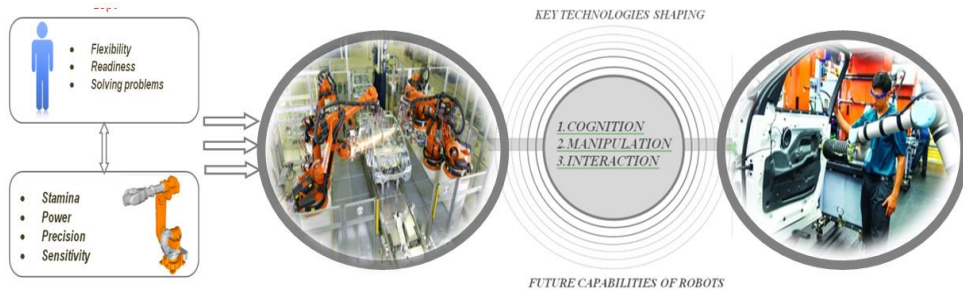 Flexibility
Readiness
Solving problems
Stamina
Power
Precision
Sensitivity
KEY TECHNOLOGIES SHAPING
1.COGNITION
2.MANIPULATION
3.INTERACTION
FUTURE CAPABILITIES OF ROBOTS